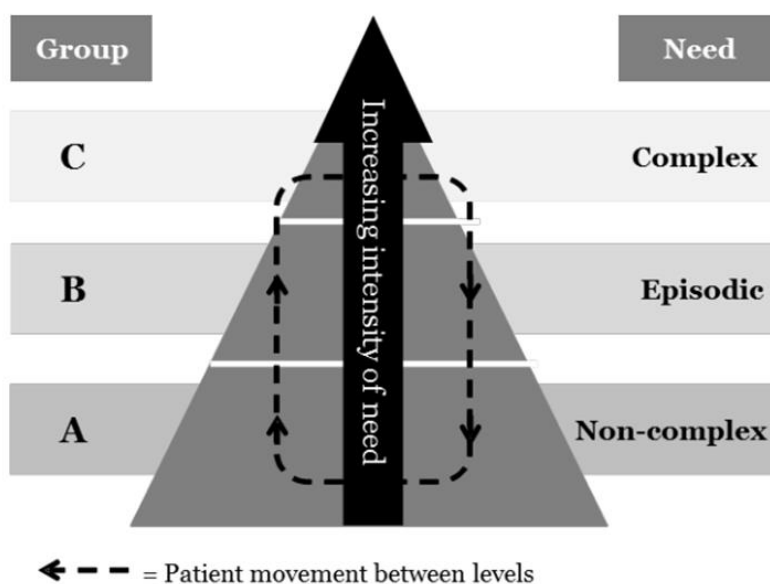 Group
Need
C
Complex
B
Episodic
A
Non-complex
Increasing intensity of need
= Patient movement between levels